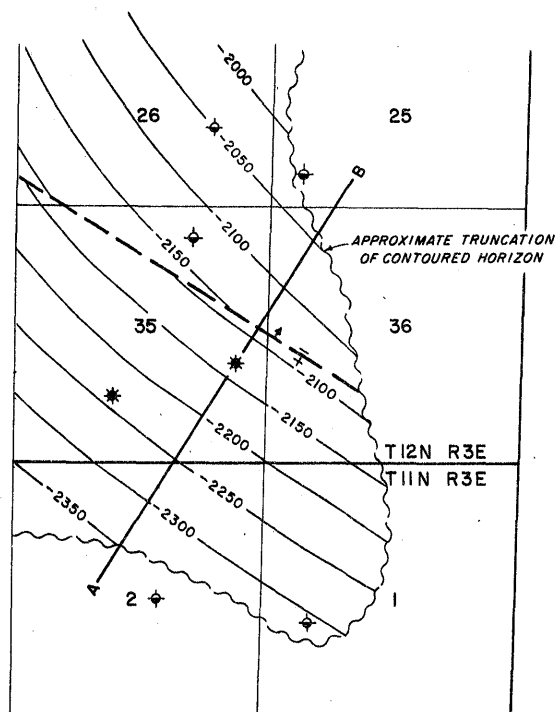 -2000
26
25
-2050
B
-2100
APPROXIMATE TRUNCATION
OF CONTOURED HORIZON
-2150
35
36
-2100
-2150
-2200
T12N R3E
T11N R3E
-2250
-2350
-2300
A
2
1